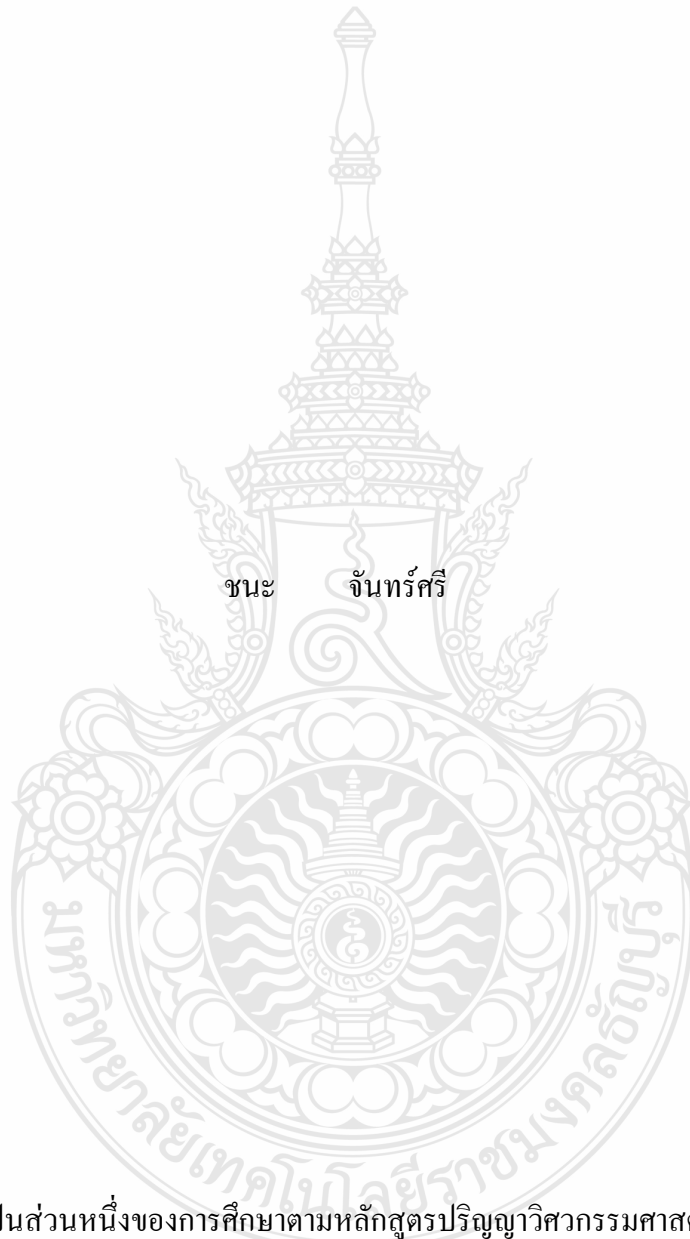 ชนะ จันทร์ศรี
มหาวิทยาลัยเทคโนโลยีราชมงคลธัญบุรี
ป็นส่วนหนึ่งของการศึกษาตามหลักสูตรปริญญาวิศวกรรมศาสต